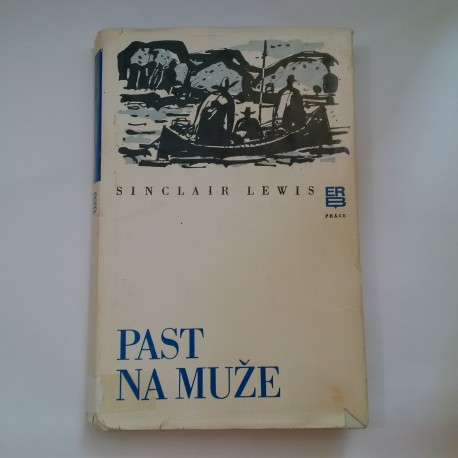 SINCLAIR LEWIS
ERB
PRÁCE
PAST
NA MUŽE